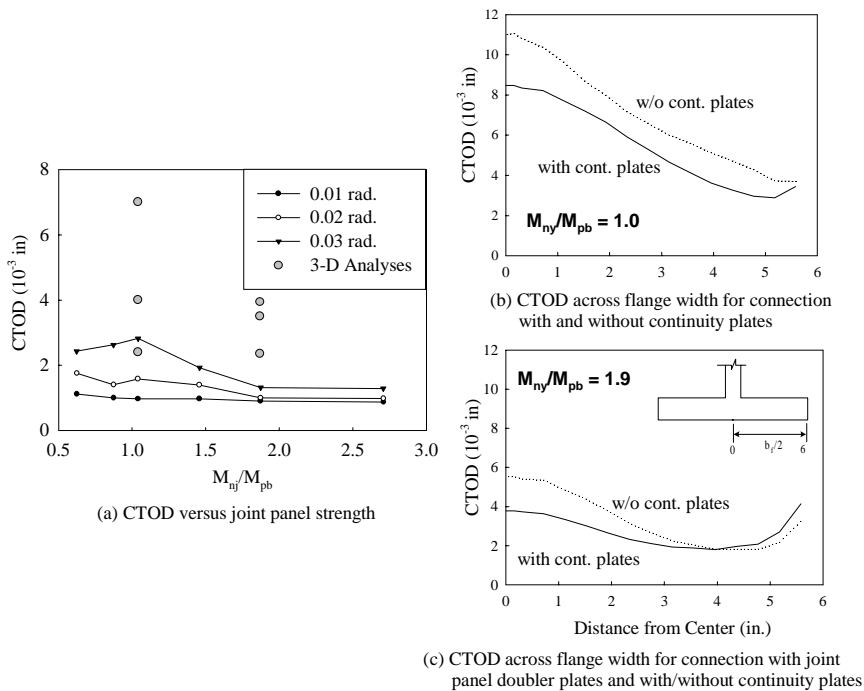 8
6
4
2
0
CTOD (10⁻³ in)
0.5
1.0
1.5
2.0
2.5
3.0
M_nj/M_pb
0.01 rad.
0.02 rad.
0.03 rad.
3-D Analyses
(a) CTOD versus joint panel strength
12
10
8
6
4
2
0
CTOD (10⁻³ in)
w/o cont. plates
with cont. plates
M_ny/M_pb = 1.0
0
1
2
3
4
5
6
(b) CTOD across flange width for connection
with and without continuity plates
12
10
8
6
4
2
0
CTOD (10⁻³ in)
M_ny/M_pb = 1.9
0
b_f/2
6
w/o cont. plates
with cont. plates
0
1
2
3
4
5
6
Distance from Center (in.)
(c) CTOD across flange width for connection with joint
panel doubler plates and with/without continuity plates